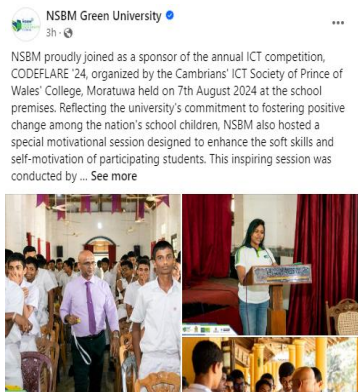 NSBM Green University
3h
NSBM proudly joined as a sponsor of the annual ICT competition,
CODEFLARE '24, organized by the Cambrians' ICT Society of Prince of
Wales' College, Moratuwa held on 7th August 2024 at the school
premises. Reflecting the university's commitment to fostering positive
change among the nation's school children, NSBM also hosted a
special motivational session designed to enhance the soft skills and
self-motivation of participating students. This inspiring session was
conducted by ... See more